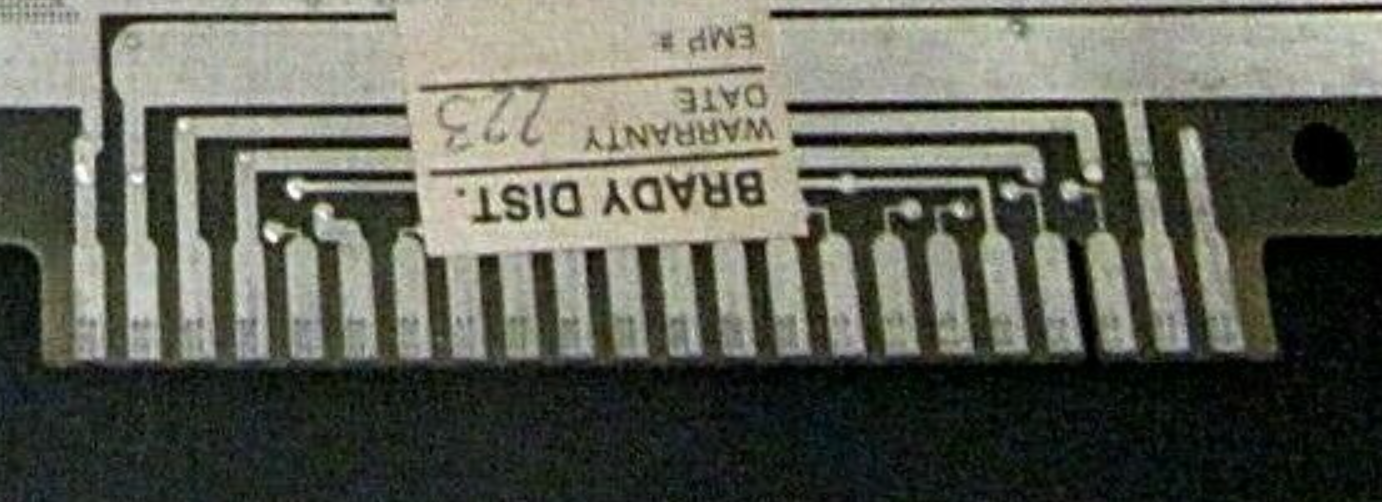 BRADY DIST.
WARRANTY
DATE 223
EMP #